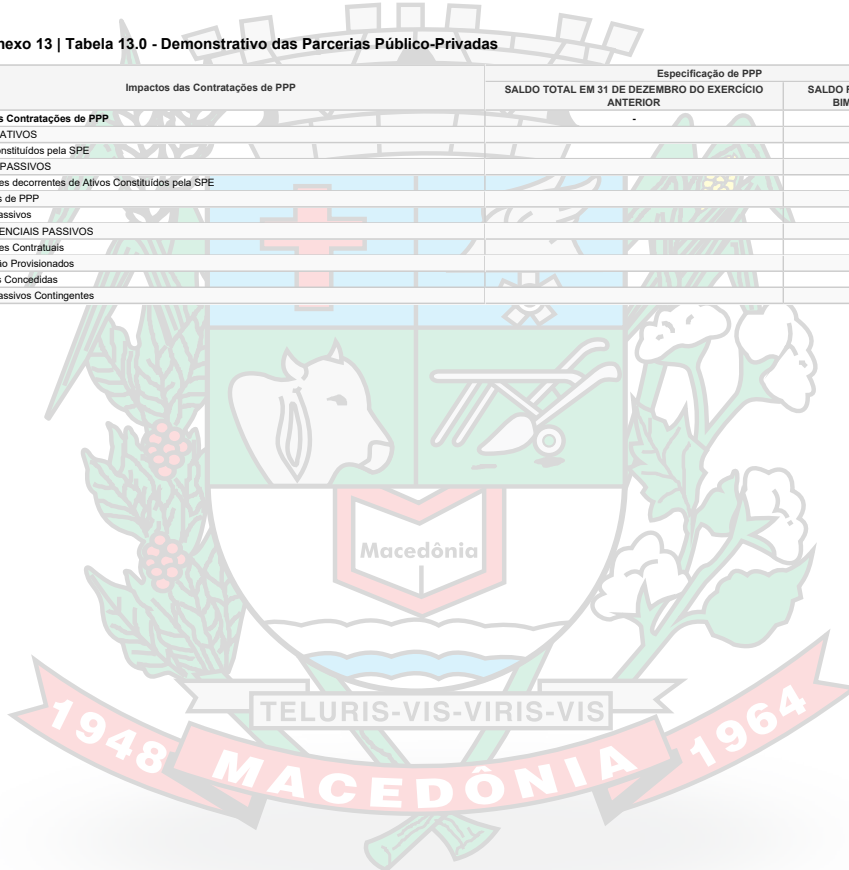 nexo 13 | Tabela 13.0 - Demonstrativo das Parcerias Público-Privadas
Impactos das Contratações de PPP
Especificação de PPP
SALDO TOTAL EM 31 DE DEZEMBRO DO EXERCÍCIO
ANTERIOR
SALDO
BIM
s Contratações de PPP -
ATIVOS
nstituídos pela SPE
PASSIVOS
es decorrentes de Ativos Constituídos pela SPE
s de PPP
assivos
ENCIAIS PASSIVOS
es Contratuais
ão Provisionados
s Concedidas
assivos Contingentes
Macedônia
TELURIS-VIS-VIRIS-VIS
1948 MACEDÔNIA 1964